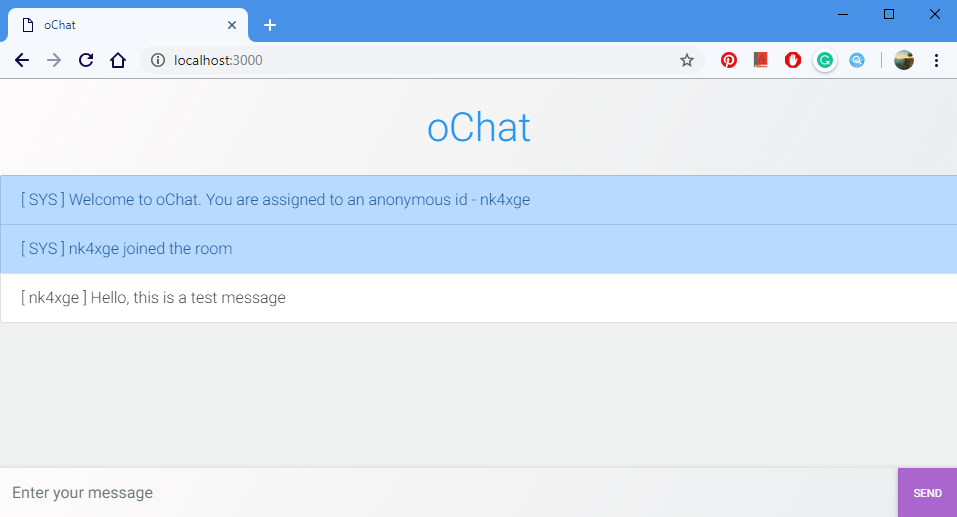 oChat
localhost:3000
oChat
[ SYS ] Welcome to oChat. You are assigned to an anonymous id - nk4xge
[ SYS ] nk4xge joined the room
[ nk4xge ] Hello, this is a test message
Enter your message
SEND